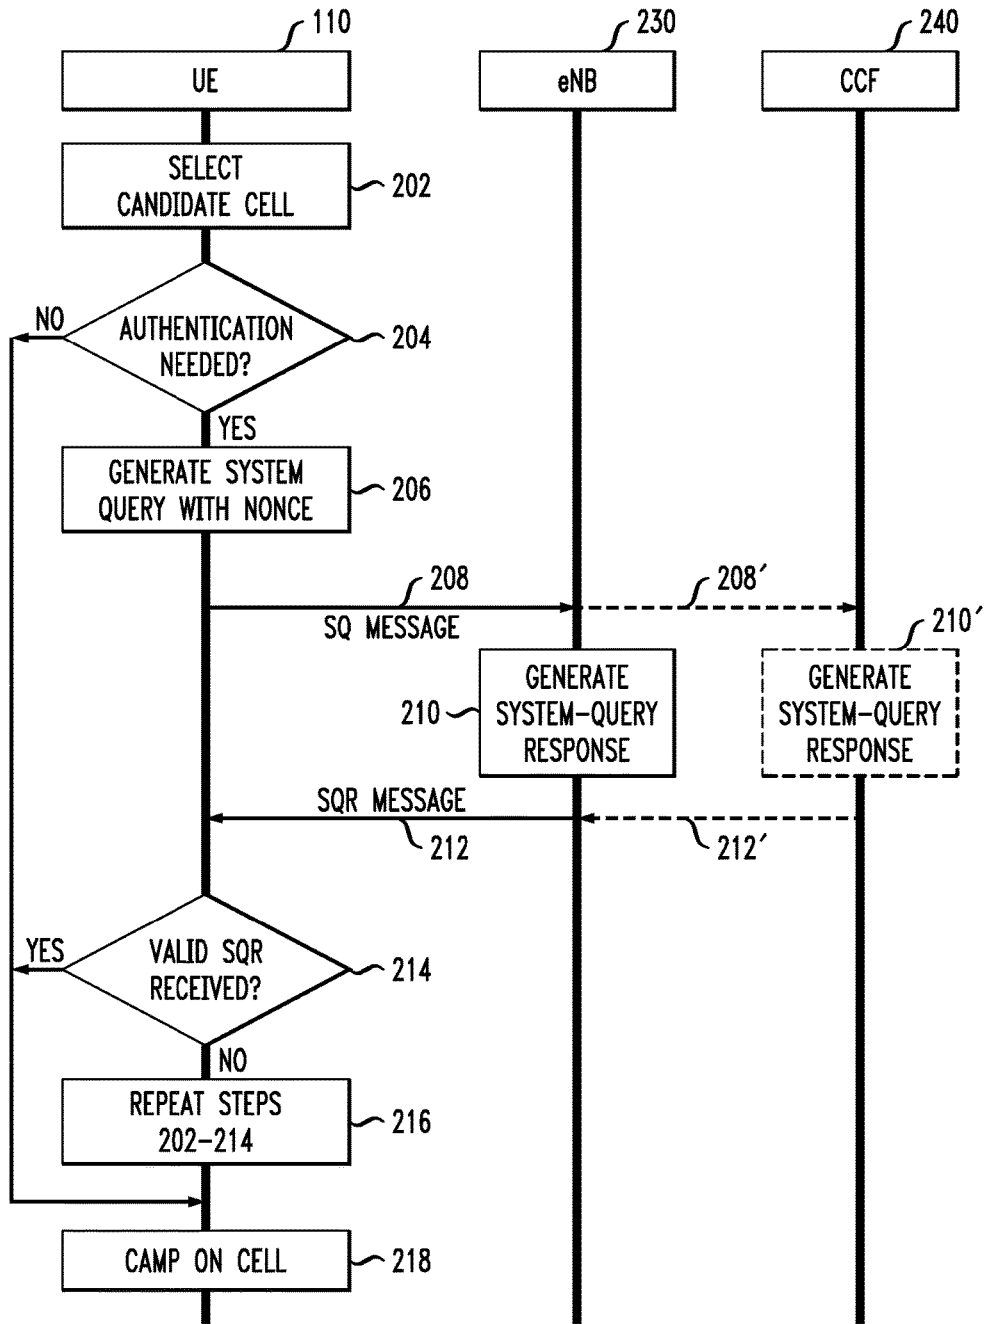 110
230
240
UE
eNB
CCF
SELECT
CANDIDATE CELL
202
NO
AUTHENTICATION
NEEDED?
204
YES
GENERATE SYSTEM
QUERY WITH NONCE
206
208
208′
SQ MESSAGE
210′
GENERATE
SYSTEM-QUERY
RESPONSE
210
GENERATE
SYSTEM-QUERY
RESPONSE
SQR MESSAGE
212
212′
YES
VALID SQR
RECEIVED?
214
NO
REPEAT STEPS
202-214
216
CAMP ON CELL
218